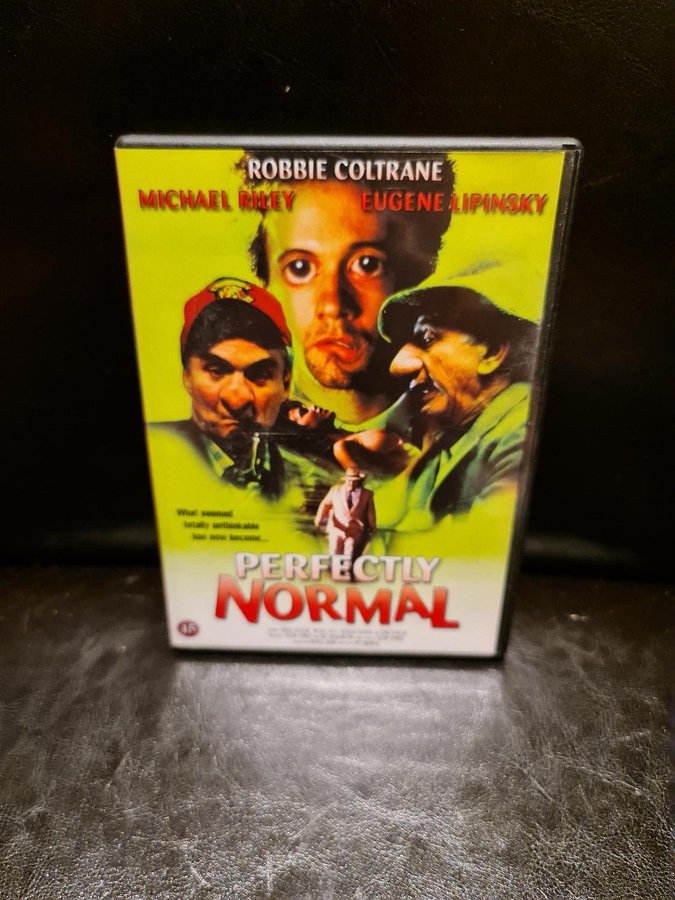 ROBBIE COLTRANE
MICHAEL RILEY EUGENE LIPINSKY
What seemed
totally unthinkable
has now become...
PERFECTLY
NORMAL
15